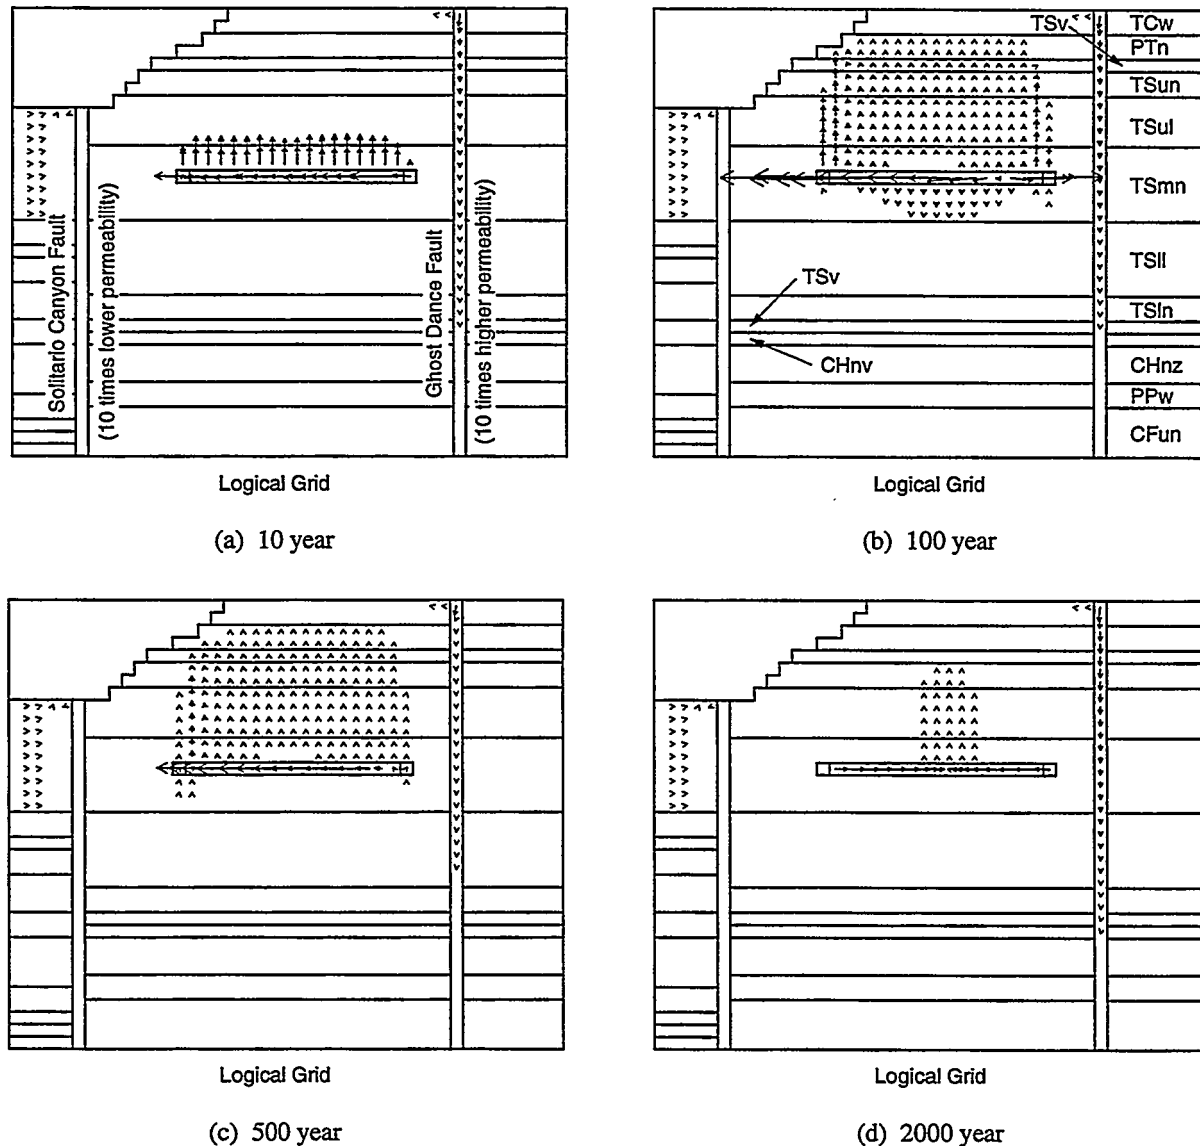 Solitario Canyon Fault
(10 times lower permeability)
Ghost Dance Fault
(10 times higher permeability)
Logical Grid
(a) 10 year
TSv
TCw
PTn
TSun
TSul
TSmn
TSll
TSv
TSln
CHnv
CHnz
PPw
CFun
Logical Grid
(b) 100 year
Logical Grid
(c) 500 year
Logical Grid
(d) 2000 year